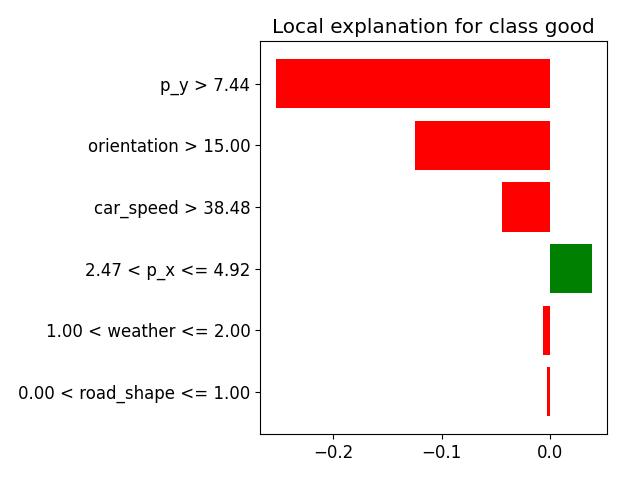 Local explanation for class good
p_y > 7.44
orientation > 15.00
car_speed > 38.48
2.47 < p_x <= 4.92
1.00 < weather <= 2.00
0.00 < road_shape <= 1.00
−0.2 −0.1 0.0